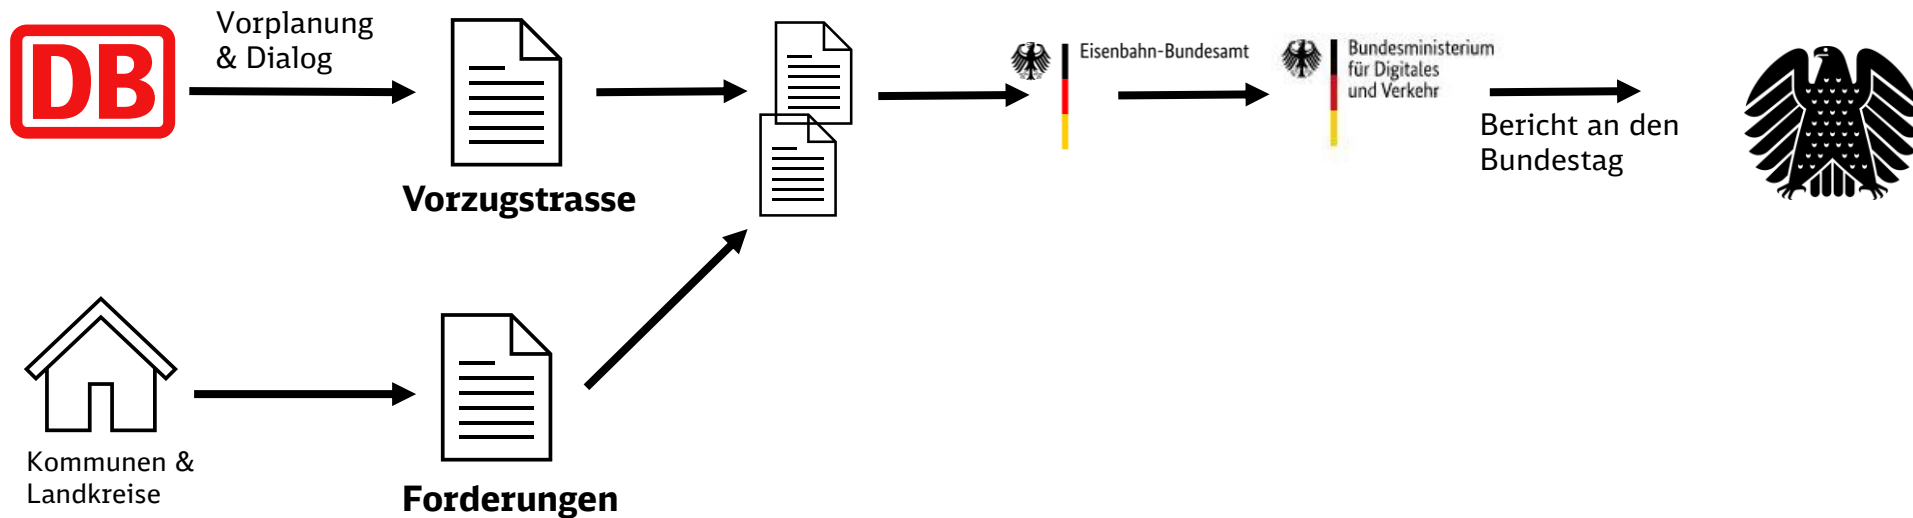 DB
Vorplanung
& Dialog
Vorzugstrasse
Eisenbahn-Bundesamt
Bundesministerium
für Digitales
und Verkehr
Bericht an den
Bundestag
Kommunen &
Landkreise
Forderungen